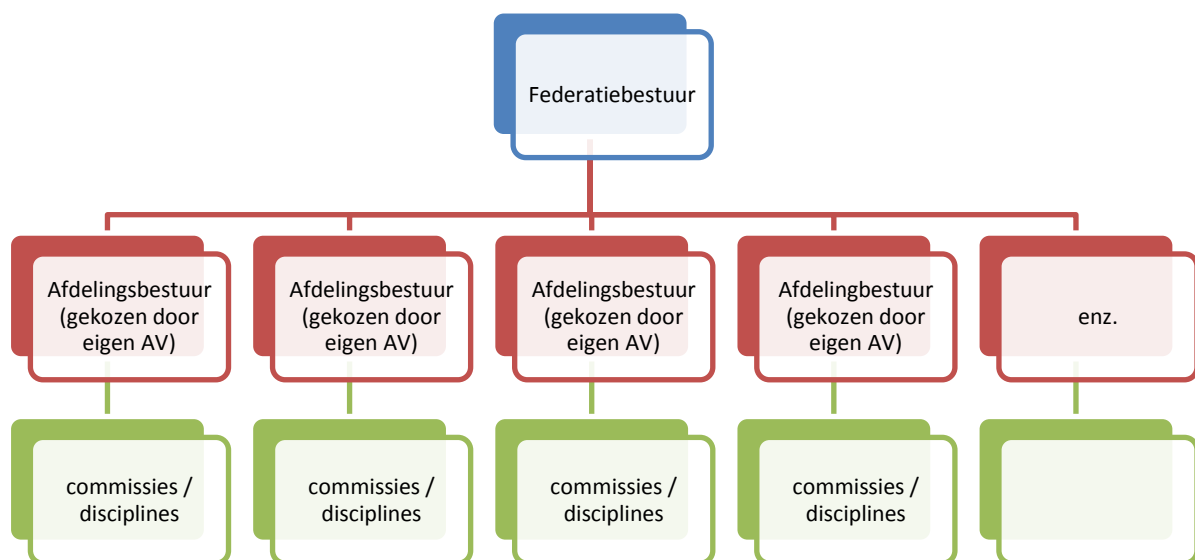 Federatiebestuur
Afdelingsbestuur
(gekozen door
eigen AV)
Afdelingsbestuur
(gekozen door
eigen AV)
Afdelingsbestuur
(gekozen door
eigen AV)
Afdelingbestuur
(gekozen door
eigen AV)
enz.
commissies /
disciplines
commissies /
disciplines
commissies /
disciplines
commissies /
disciplines